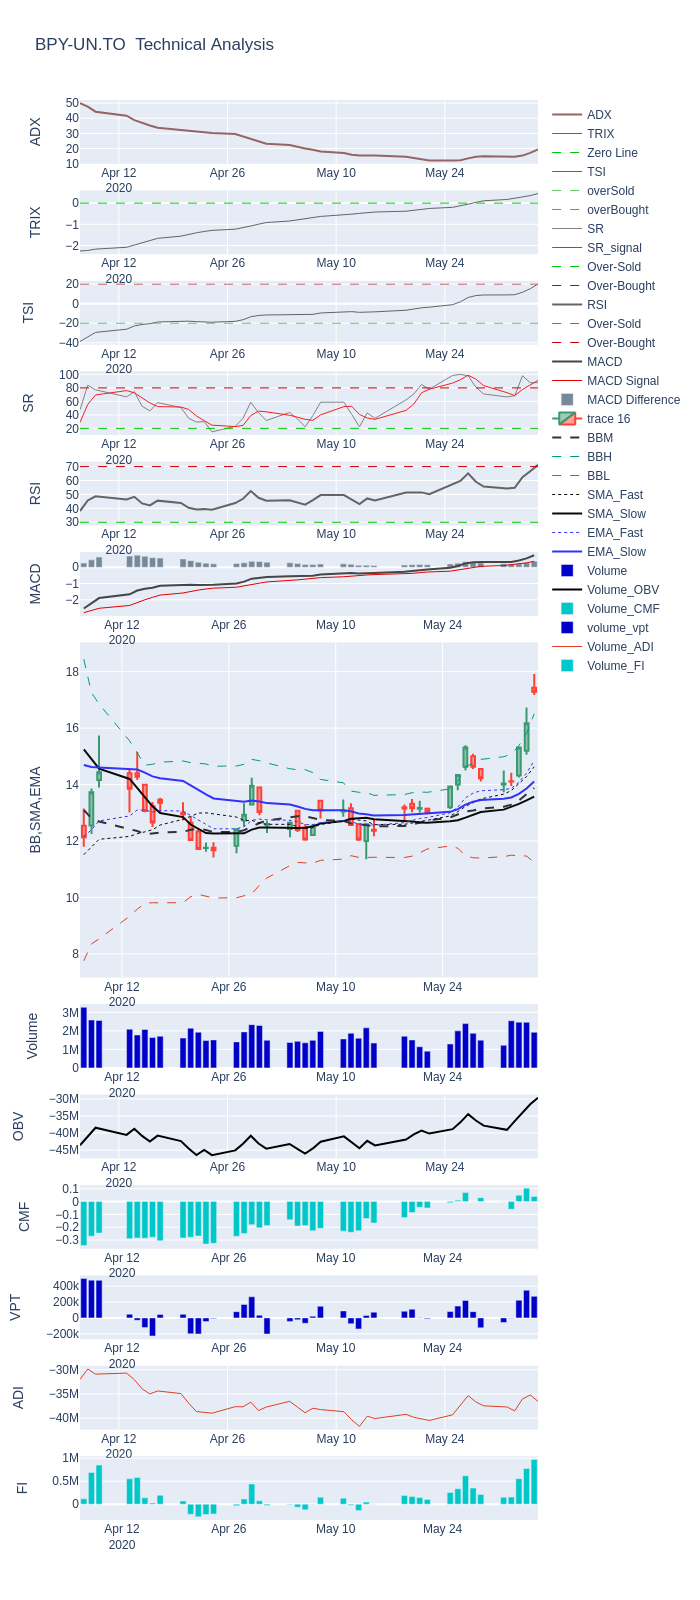 BPY-UN.TO  Technical Analysis
ADX
50
40
30
20
10
Apr 12
2020
Apr 26
May 10
May 24
TRIX
0
−1
−2
Apr 12
2020
Apr 26
May 10
May 24
TSI
20
0
−20
−40
Apr 12
2020
Apr 26
May 10
May 24
SR
100
80
60
40
20
Apr 12
2020
Apr 26
May 10
May 24
RSI
70
60
50
40
30
Apr 12
2020
Apr 26
May 10
May 24
MACD
0
−1
−2
Apr 12
2020
Apr 26
May 10
May 24
BB,SMA,EMA
18
16
14
12
10
8
Apr 12
2020
Apr 26
May 10
May 24
Volume
3M
2M
1M
0
Apr 12
2020
Apr 26
May 10
May 24
OBV
−30M
−35M
−40M
−45M
Apr 12
2020
Apr 26
May 10
May 24
CMF
0.1
0
−0.1
−0.2
−0.3
Apr 12
2020
Apr 26
May 10
May 24
VPT
400k
200k
0
−200k
Apr 12
2020
Apr 26
May 10
May 24
ADI
−30M
−35M
−40M
Apr 12
2020
Apr 26
May 10
May 24
FI
1M
0.5M
0
Apr 12
2020
Apr 26
May 10
May 24
ADX
TRIX
Zero Line
TSI
overSold
overBought
SR
SR_signal
Over-Sold
Over-Bought
RSI
Over-Sold
Over-Bought
MACD
MACD Signal
MACD Difference
trace 16
BBM
BBH
BBL
SMA_Fast
SMA_Slow
EMA_Fast
EMA_Slow
Volume
Volume_OBV
Volume_CMF
volume_vpt
Volume_ADI
Volume_FI